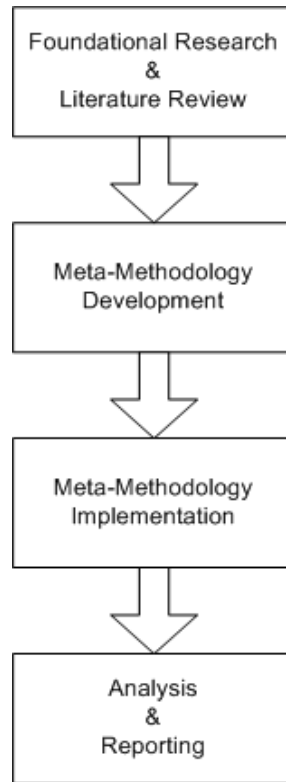 Foundational Research
&
Literature Review
Meta-Methodology
Development
Meta-Methodology
Implementation
Analysis
&
Reporting